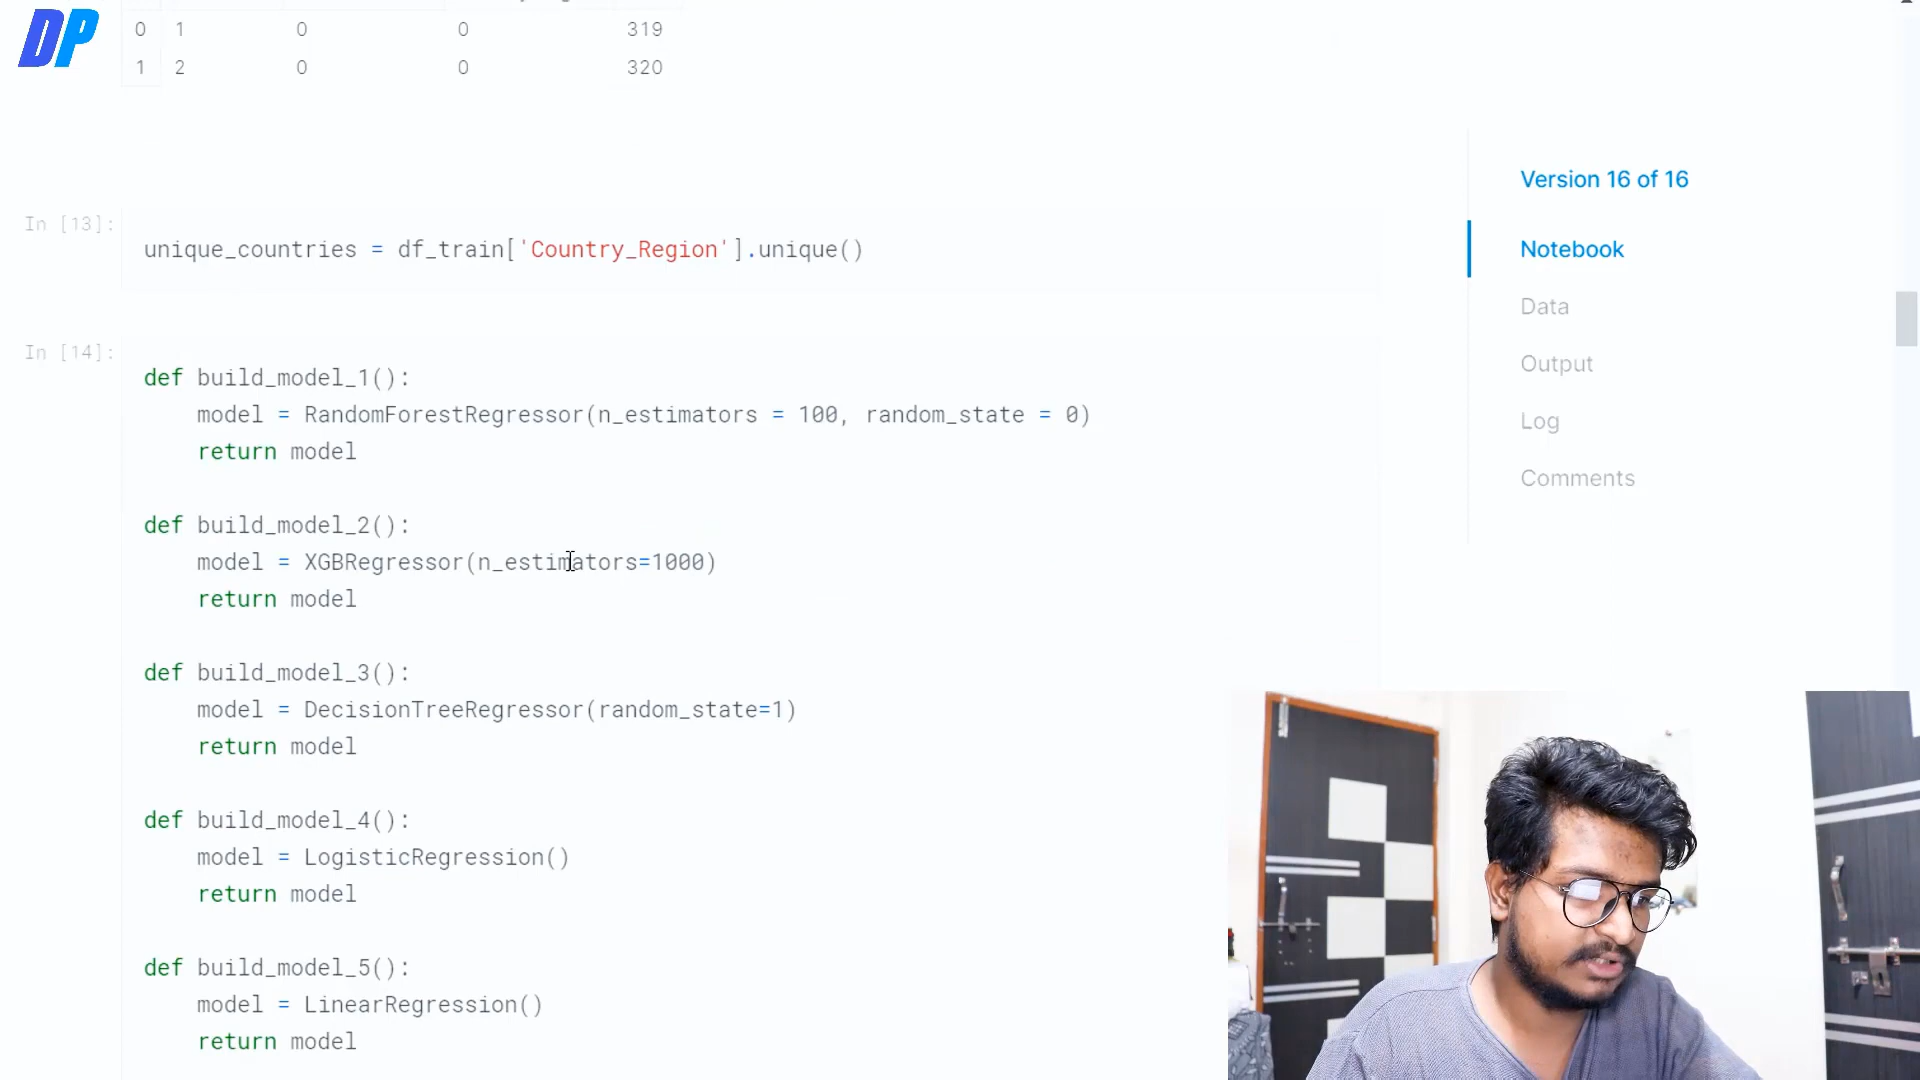 DP
0 1 0 0 319
1 2 0 0 320
In [13]:
unique_countries = df_train['Country_Region'].unique()
In [14]:
def build_model_1():
    model = RandomForestRegressor(n_estimators = 100, random_state = 0)
    return model
def build_model_2():
    model = XGBRegressor(n_estimators=1000)
    return model
def build_model_3():
    model = DecisionTreeRegressor(random_state=1)
    return model
def build_model_4():
    model = LogisticRegression()
    return model
def build_model_5():
    model = LinearRegression()
    return model
Version 16 of 16
Notebook
Data
Output
Log
Comments